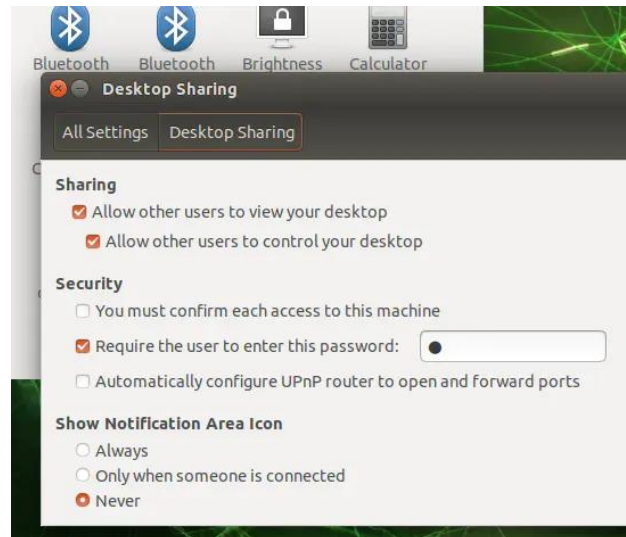 Bluetooth Bluetooth Brightness Calculator
Desktop Sharing
All Settings Desktop Sharing
Sharing
Allow other users to view your desktop
Allow other users to control your desktop
Security
You must confirm each access to this machine
Require the user to enter this password:
Automatically configure UPnP router to open and forward ports
Show Notification Area Icon
Always
Only when someone is connected
Never